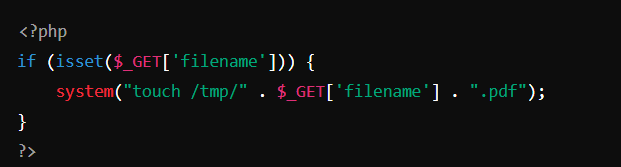 <?php
if (isset($_GET['filename'])) {
    system("touch /tmp/" . $_GET['filename'] . ".pdf");
}
?>